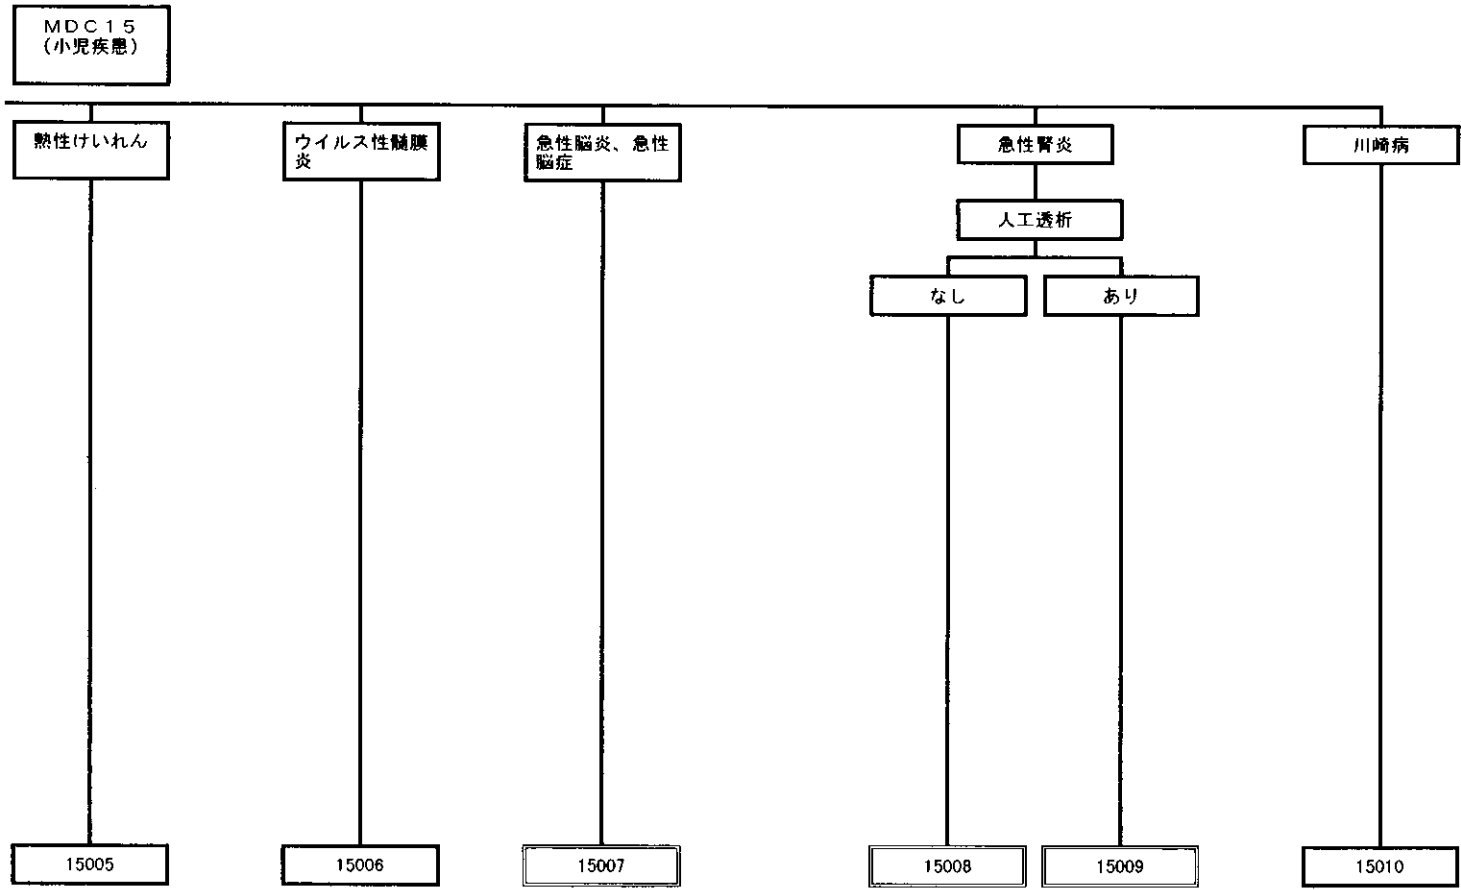 ＭＤＣ１５
（小児疾患）
熱性けいれん
ウイルス性髄膜
炎
急性脳炎、急性
脳症
急性腎炎
川崎病
人工透析
なし
あり
15005
15006
15007
15008
15009
15010